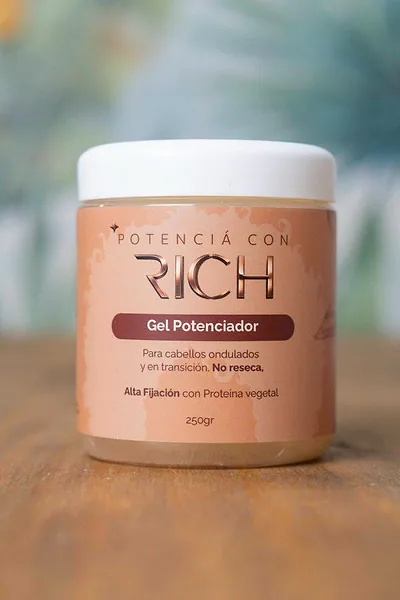 POTENCIÁ CON
RICH
Gel Potenciador
Para cabellos ondulados
y en transición. No reseca,
Alta Fijación con Proteina vegetal
250gr